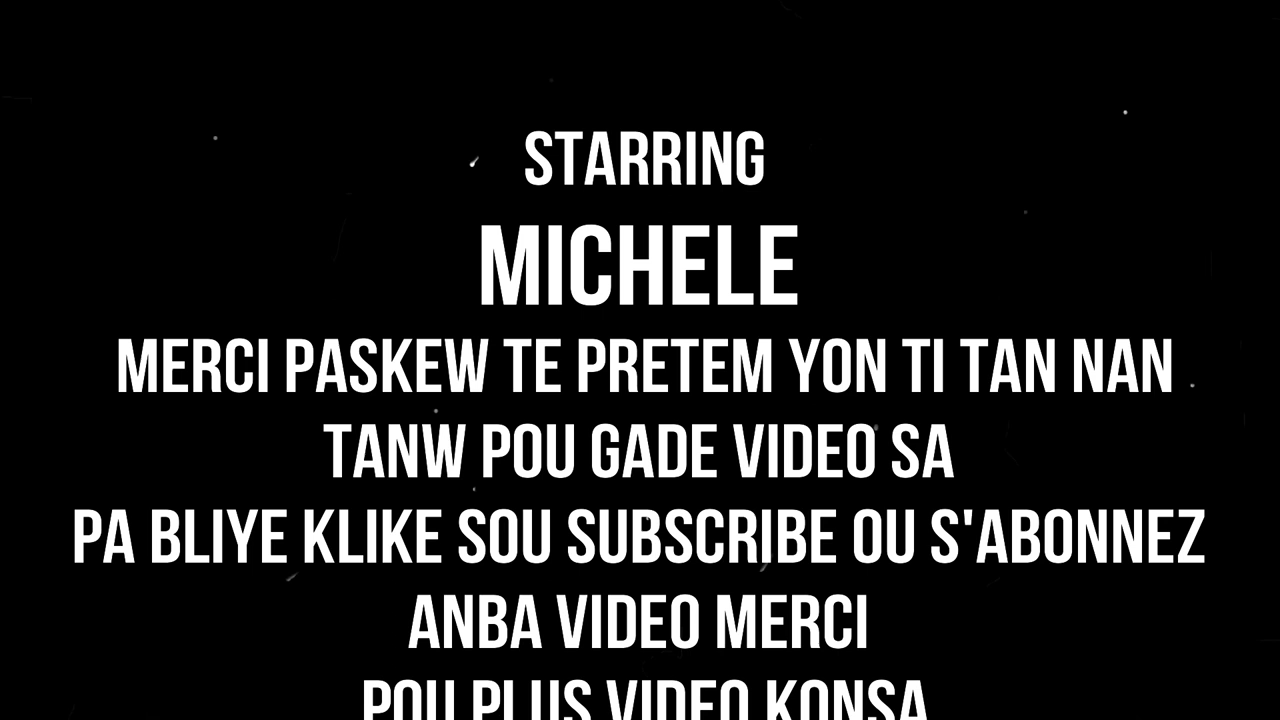 STARRING
MICHELE
MERCI PASKEW TE PRETEM YON TI TAN NAN
TANW POU GADE VIDEO SA
PA BLIYE KLIKE SOU SUBSCRIBE OU S'ABONNEZ
ANBA VIDEO MERCI
POU PLUS VIDEO KONSA